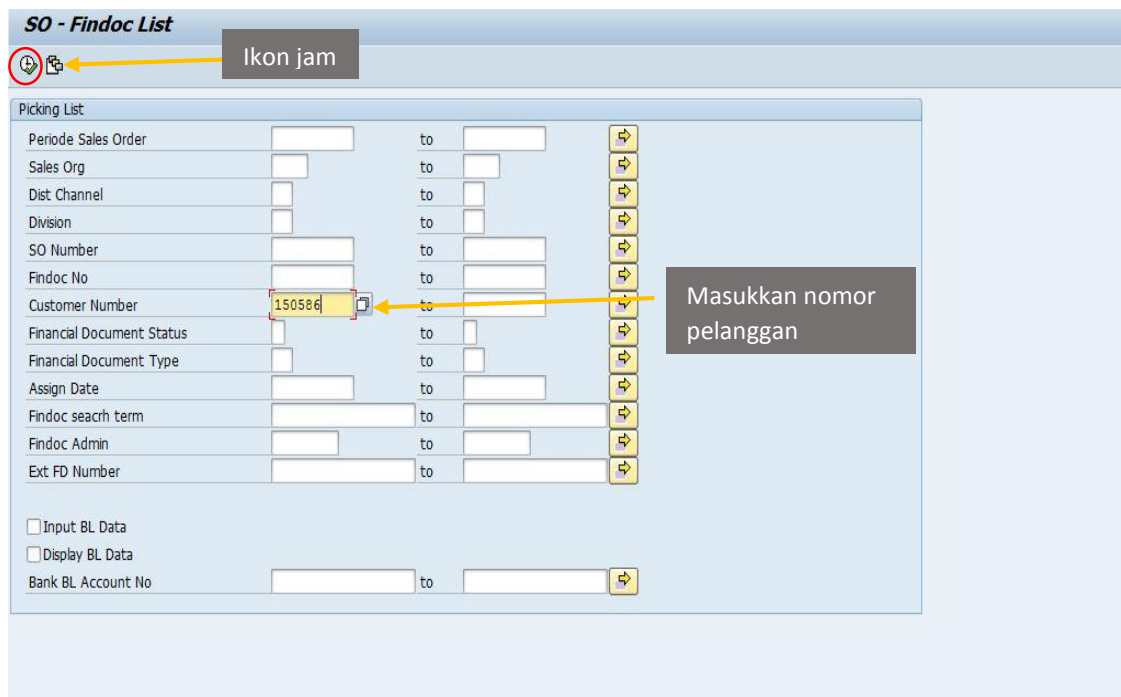 SO - Findoc List
Ikon jam
Picking List
Periode Sales Order to
Sales Org to
Dist Channel to
Division to
SO Number to
Findoc No to
Customer Number 150586 to
Masukkan nomor
pelanggan
Financial Document Status to
Financial Document Type to
Assign Date to
Findoc seacrh term to
Findoc Admin to
Ext FD Number to
Input BL Data
Display BL Data
Bank BL Account No to